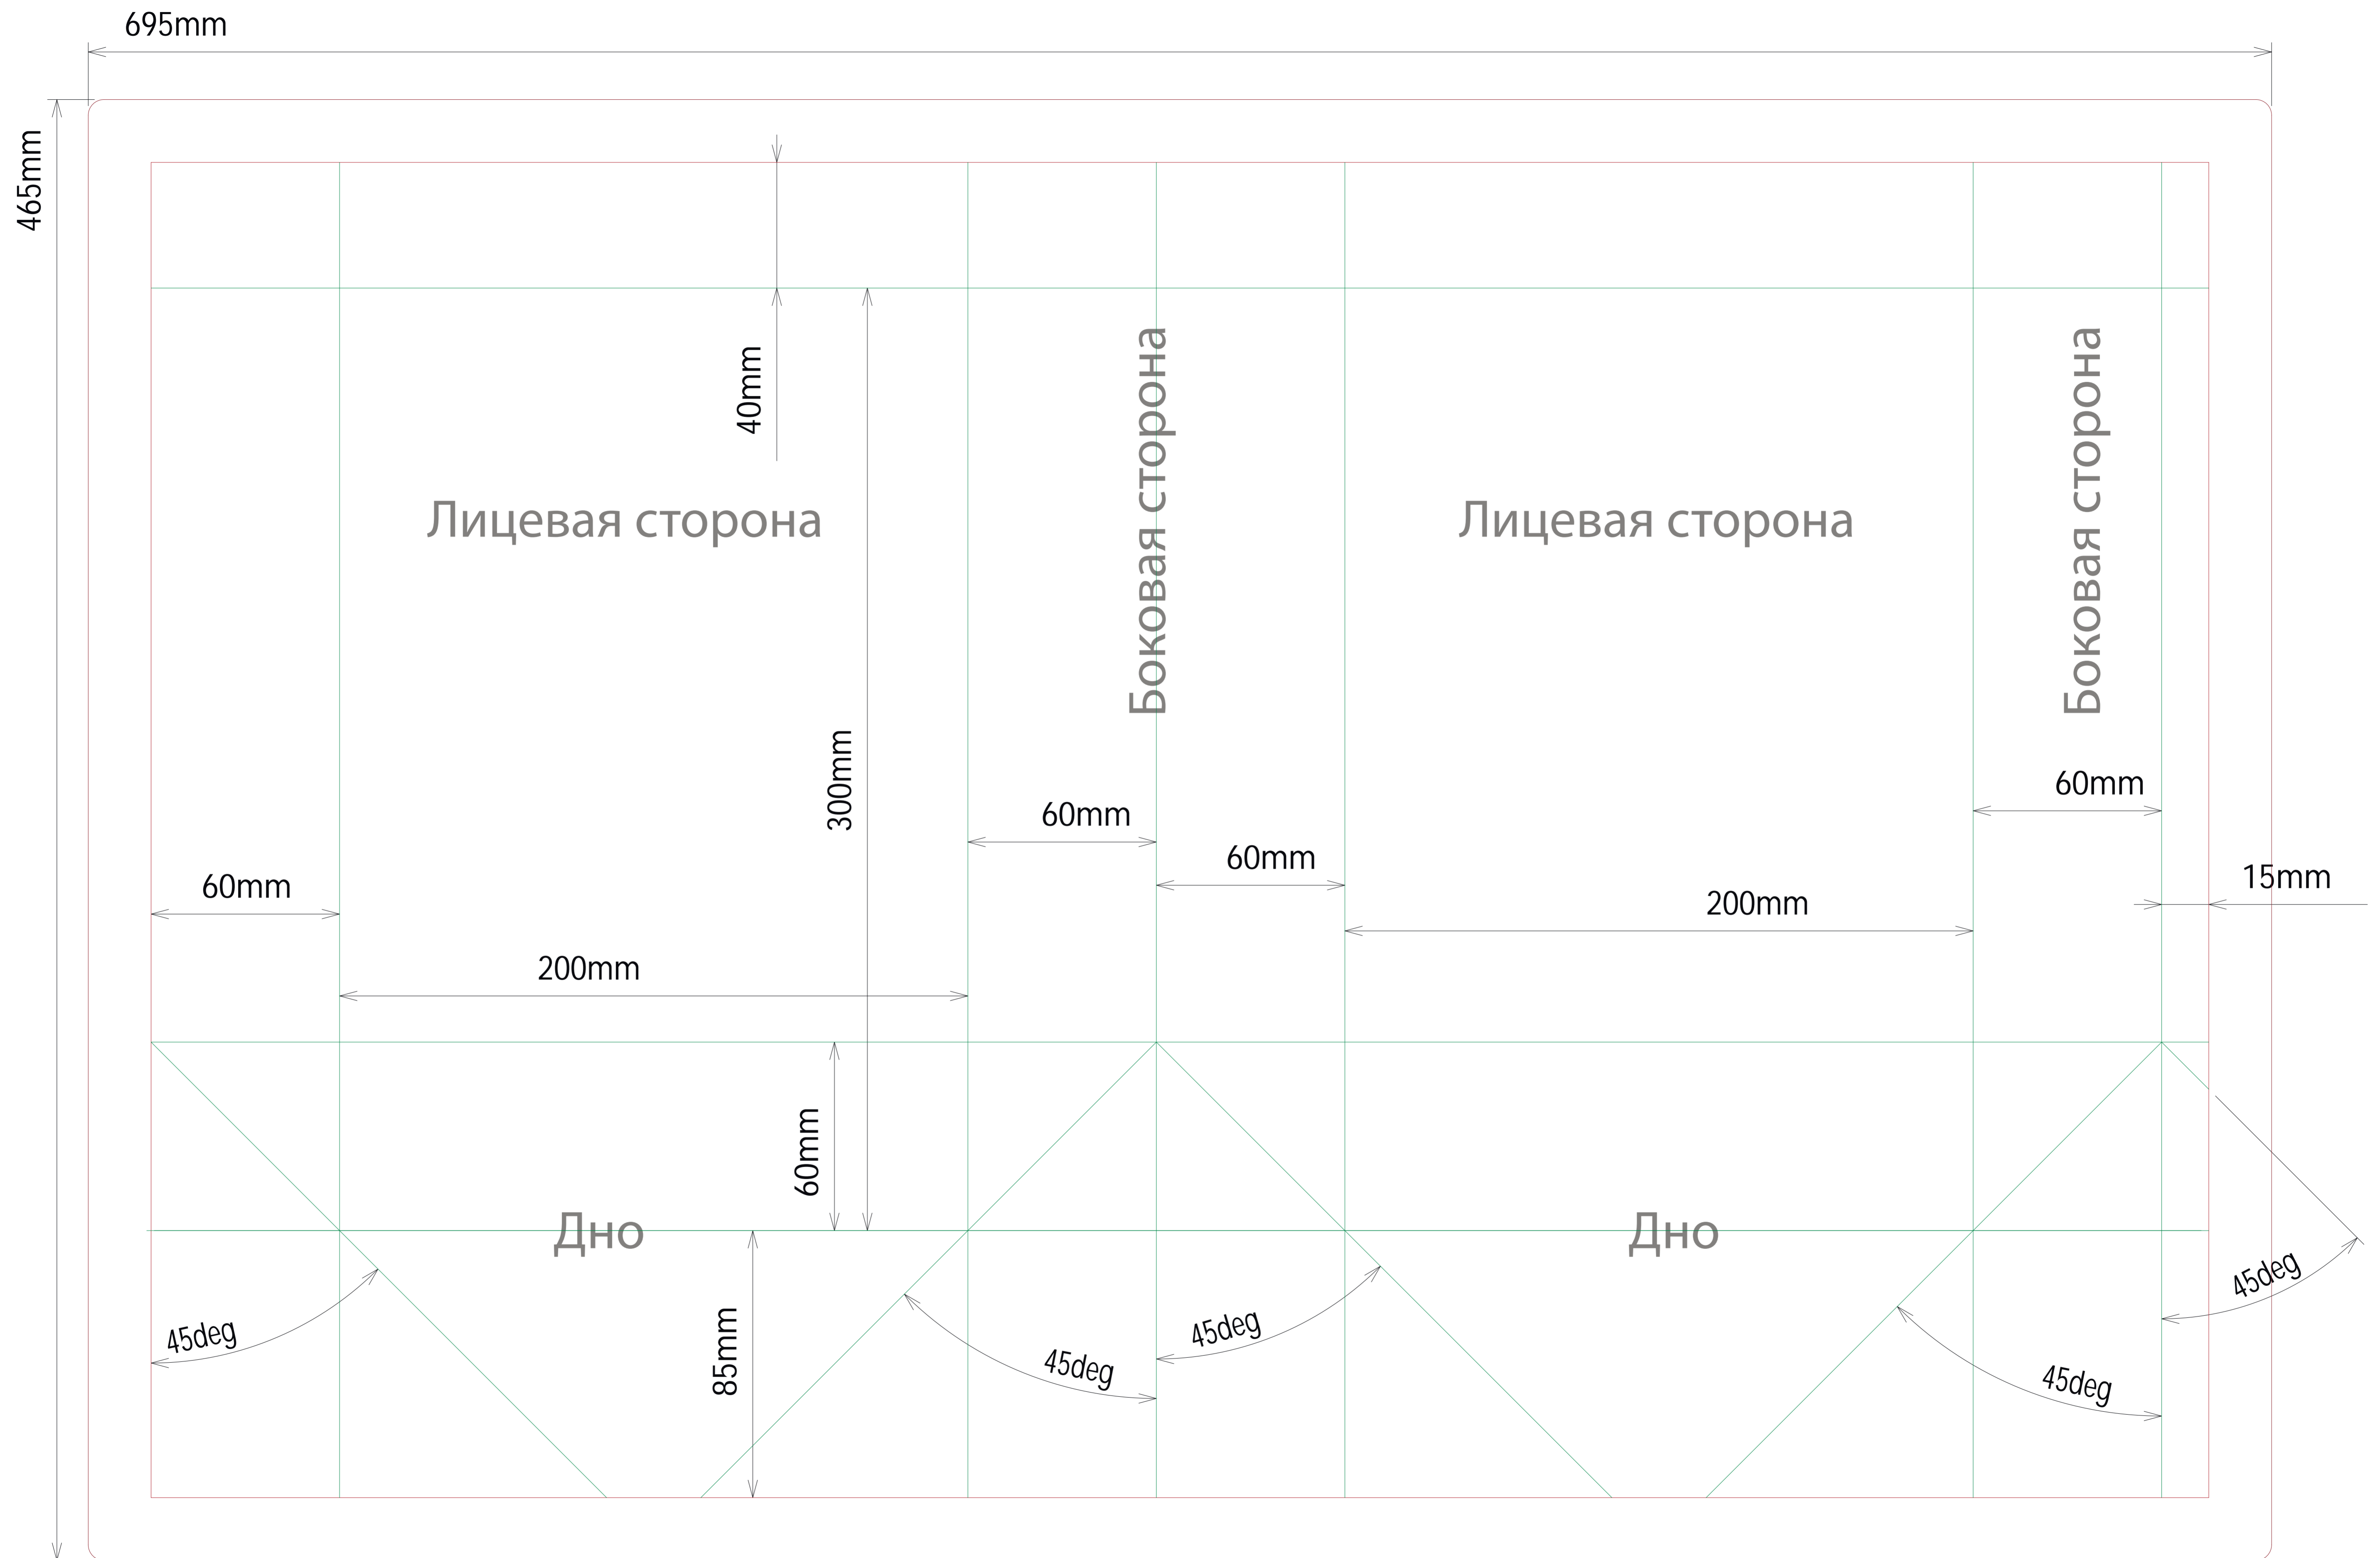 695mm
465mm
40mm
Лицевая сторона
Боковая сторона
Лицевая сторона
Боковая сторона
300mm
60mm
60mm
60mm
60mm
200mm
15mm
200mm
60mm
Дно
Дно
85mm
45deg
45deg
45deg
45deg
45deg